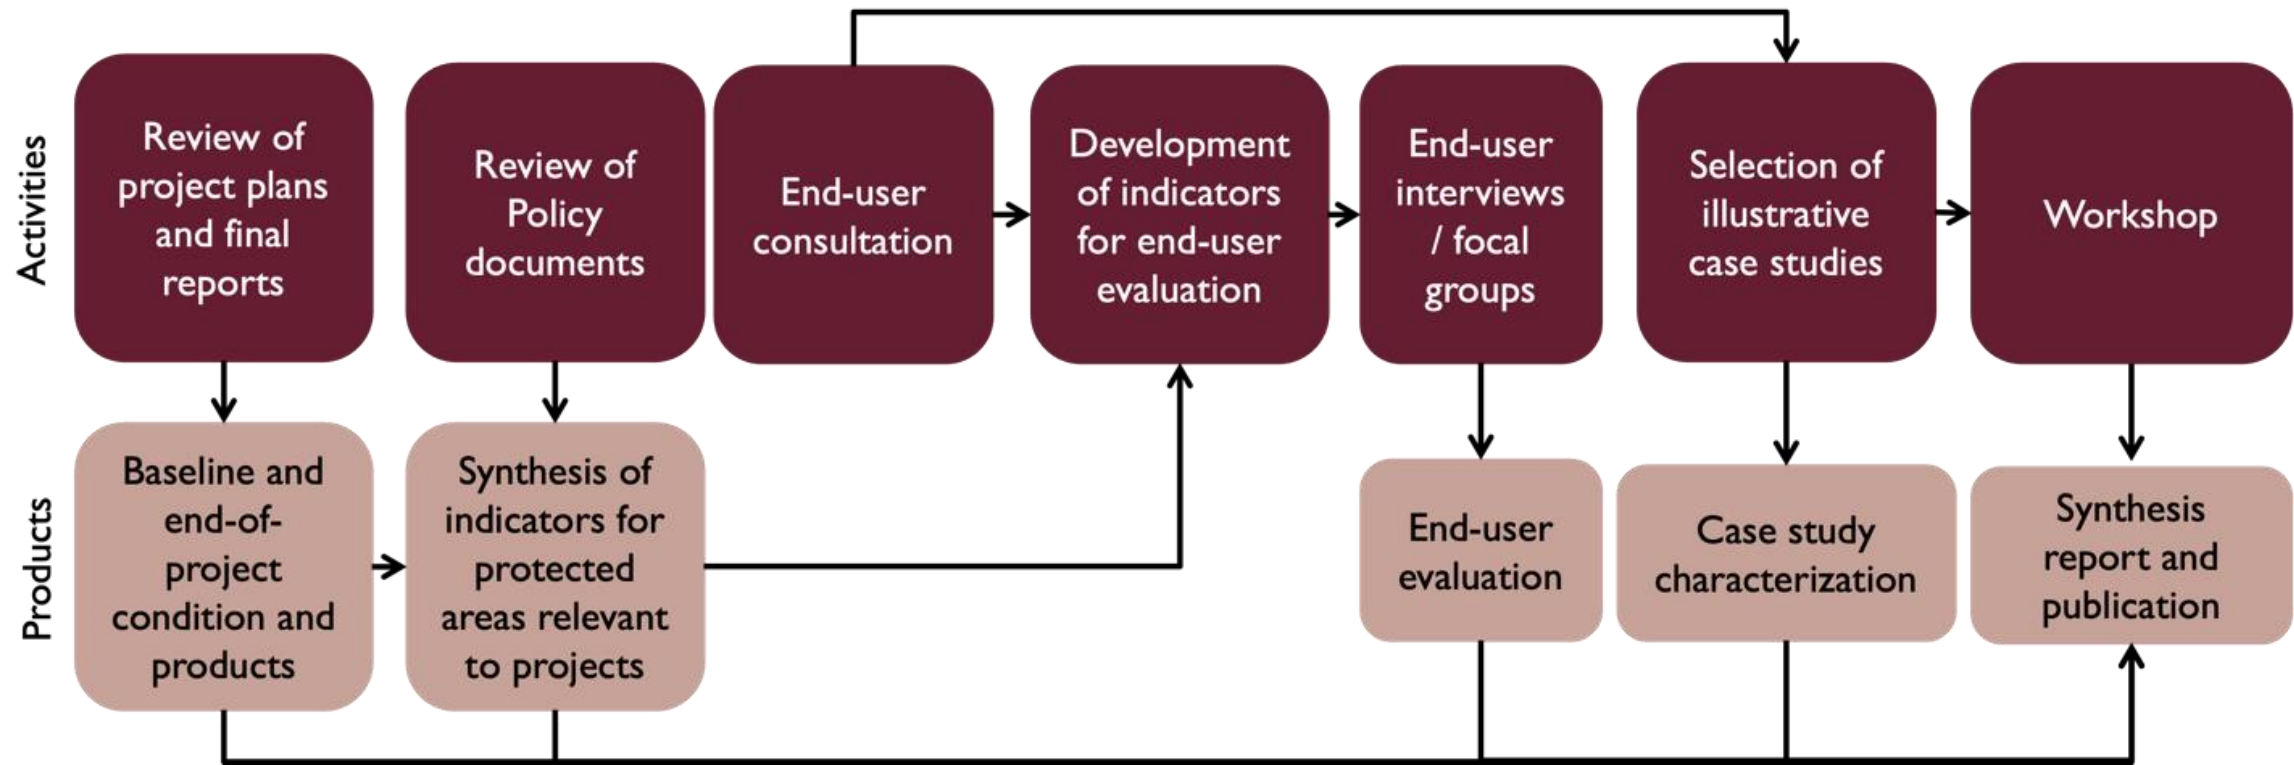 Activities
Review of
project plans
and final
reports
Review of
Policy
documents
End-user
consultation
Development
of indicators
for end-user
evaluation
End-user
interviews
/ focal
groups
Selection of
illustrative
case studies
Workshop
Products
Baseline and
end-of-
project
condition and
products
Synthesis of
indicators for
protected
areas relevant
to projects
End-user
evaluation
Case study
characterization
Synthesis
report and
publication